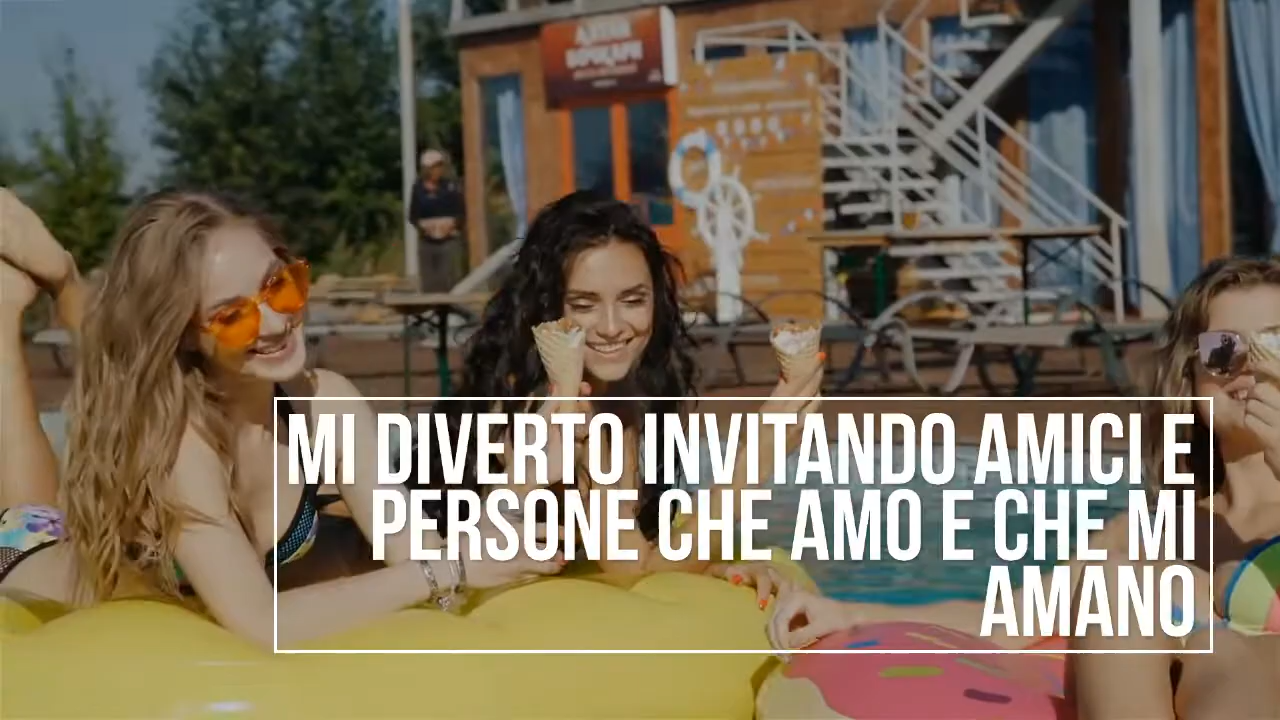 MI DIVERTO INVITANDO AMICI E
PERSONE CHE AMO E CHE MI
AMANO